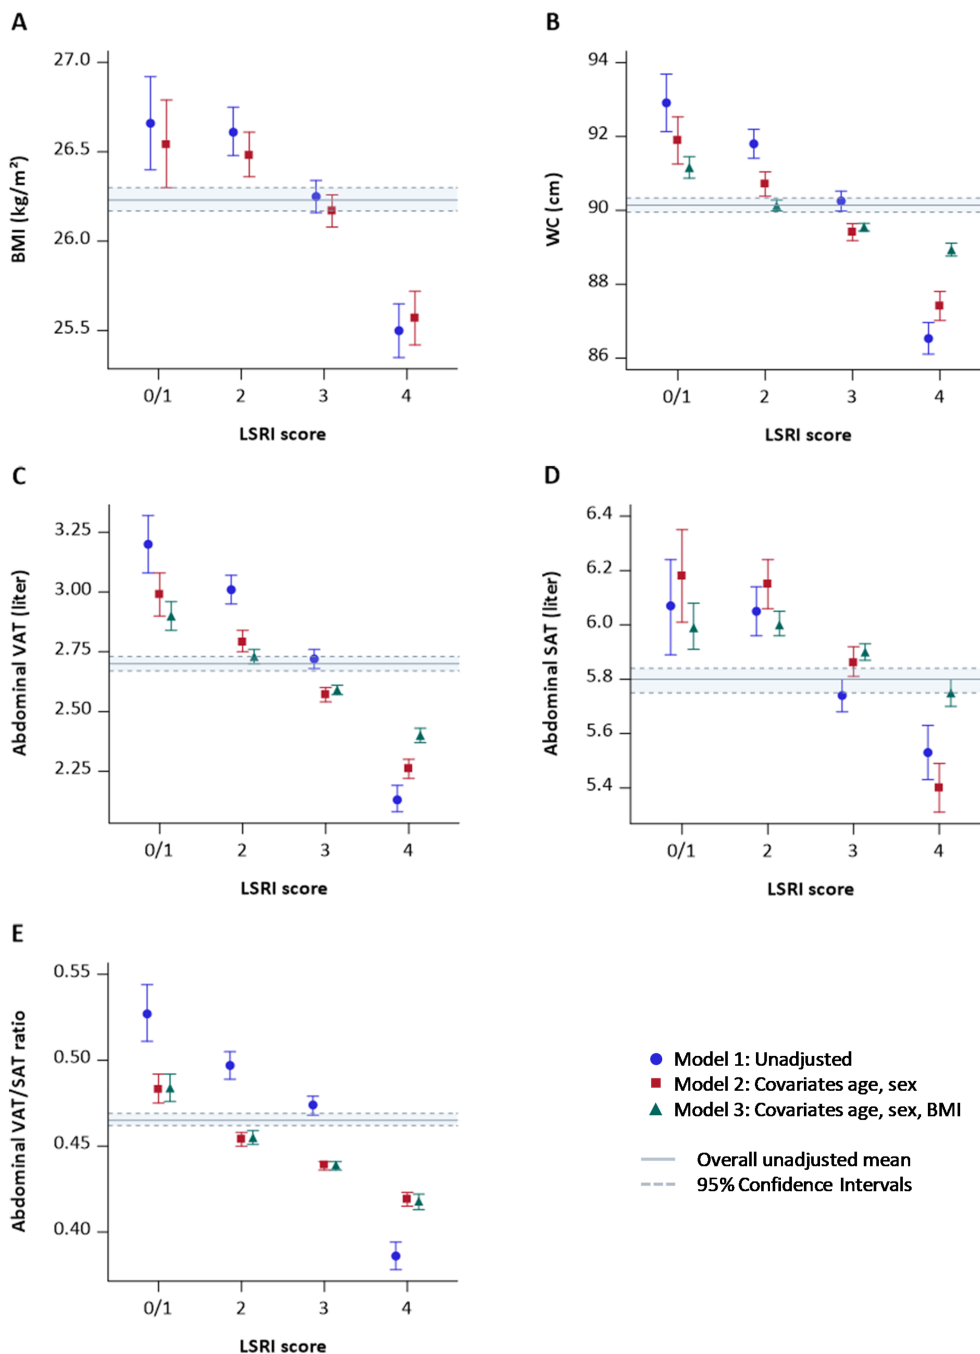 A
27.0
26.5
26.0
25.5
BMI (kg/m²)
0/1 2 3 4
LSRI score
B
94
92
90
88
86
WC (cm)
0/1 2 3 4
LSRI score
C
3.25
3.00
2.75
2.50
2.25
Abdominal VAT (liter)
0/1 2 3 4
LSRI score
D
6.4
6.2
6.0
5.8
5.6
5.4
Abdominal SAT (liter)
0/1 2 3 4
LSRI score
E
0.55
0.50
0.45
0.40
Abdominal VAT/SAT ratio
0/1 2 3 4
LSRI score
Model 1: Unadjusted
Model 2: Covariates age, sex
Model 3: Covariates age, sex, BMI
Overall unadjusted mean
95% Confidence Intervals